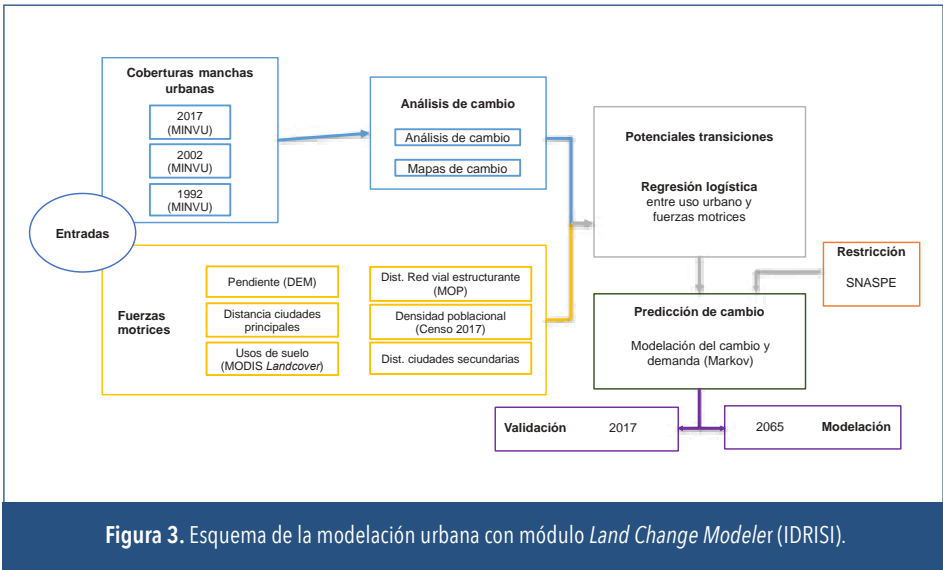 Coberturas manchas
urbanas
2017
(MINVU)
2002
(MINVU)
1992
(MINVU)
Análisis de cambio
Análisis de cambio
Mapas de cambio
Potenciales transiciones
Regresión logística
entre uso urbano y
fuerzas motrices
Entradas
Fuerzas
motrices
Pendiente (DEM)
Distancia ciudades
principales
Usos de suelo
(MODIS Landcover)
Dist. Red vial estructurante
(MOP)
Densidad poblacional
(Censo 2017)
Dist. ciudades secundarias
Restricción
SNASPE
Predicción de cambio
Modelación del cambio y
demanda (Markov)
Validación 2017
2065 Modelación
Figura 3. Esquema de la modelación urbana con módulo Land Change Modeler (IDRISI).